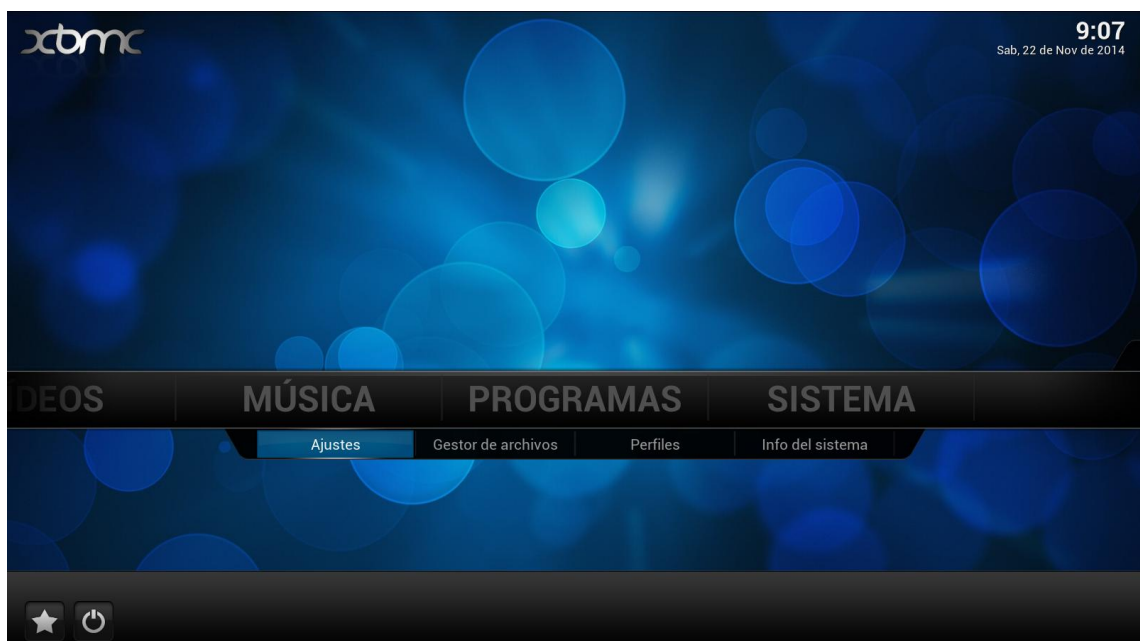 xbmc
9:07
Sab, 22 de Nov de 2014
ÍDEOS MÚSICA PROGRAMAS SISTEMA
Ajustes Gestor de archivos Perfiles Info del sistema